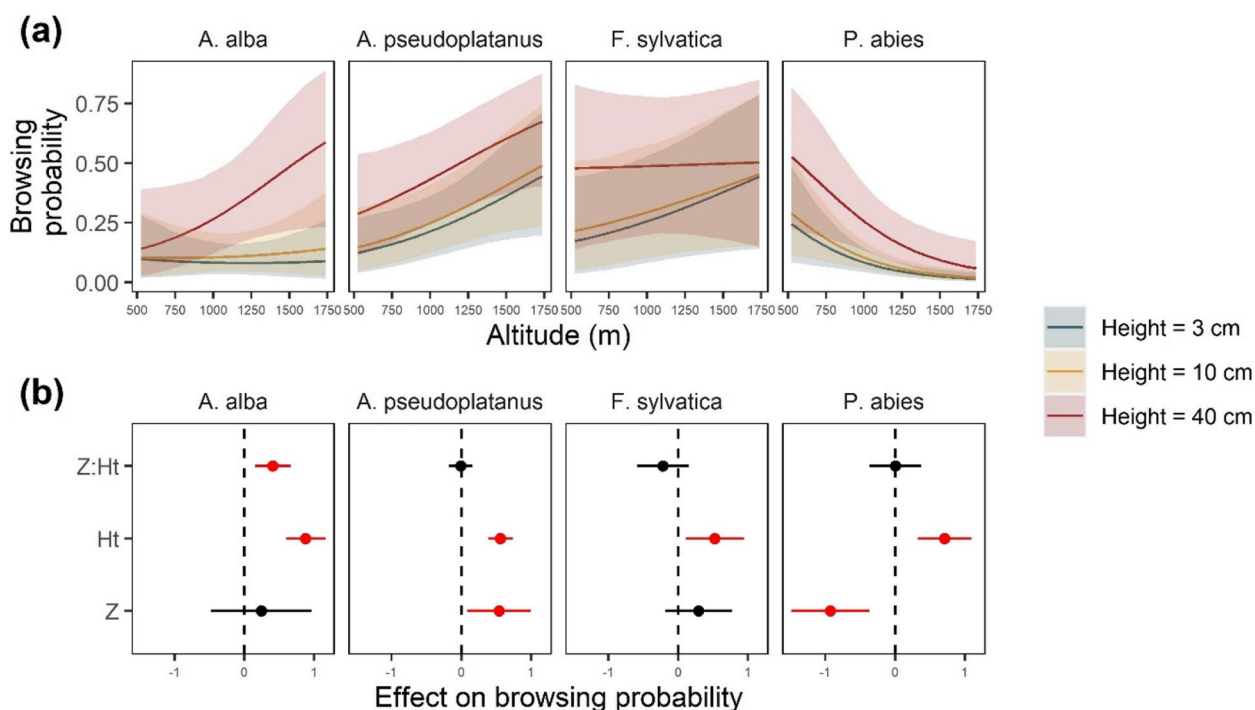 (a)
A. alba A. pseudoplatanus F. sylvatica P. abies
Browsing
probability
0.75
0.50
0.25
0.00
500 750 1000 1250 1500 1750 500 750 1000 1250 1500 1750 500 750 1000 1250 1500 1750 500 750 1000 1250 1500 1750
Altitude (m)
Height = 3 cm
Height = 10 cm
Height = 40 cm
(b)
A. alba A. pseudoplatanus F. sylvatica P. abies
Z:Ht
Ht
Z
-1 0 1 -1 0 1 -1 0 1 -1 0 1
Effect on browsing probability